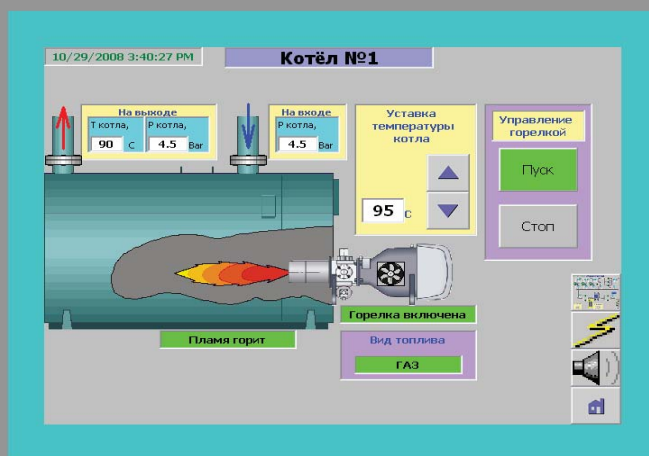 10/29/2008 3:40:27 PM
Котёл №1
На выходе
Т котла,
Р котла,
90 С
4.5 Bar
На входе
Р котла,
4.5 Bar
Уставка
температуры
котла
95 С
Управление
горелкой
Пуск
Стоп
Горелка включена
Пламя горит
Вид топлива
ГАЗ